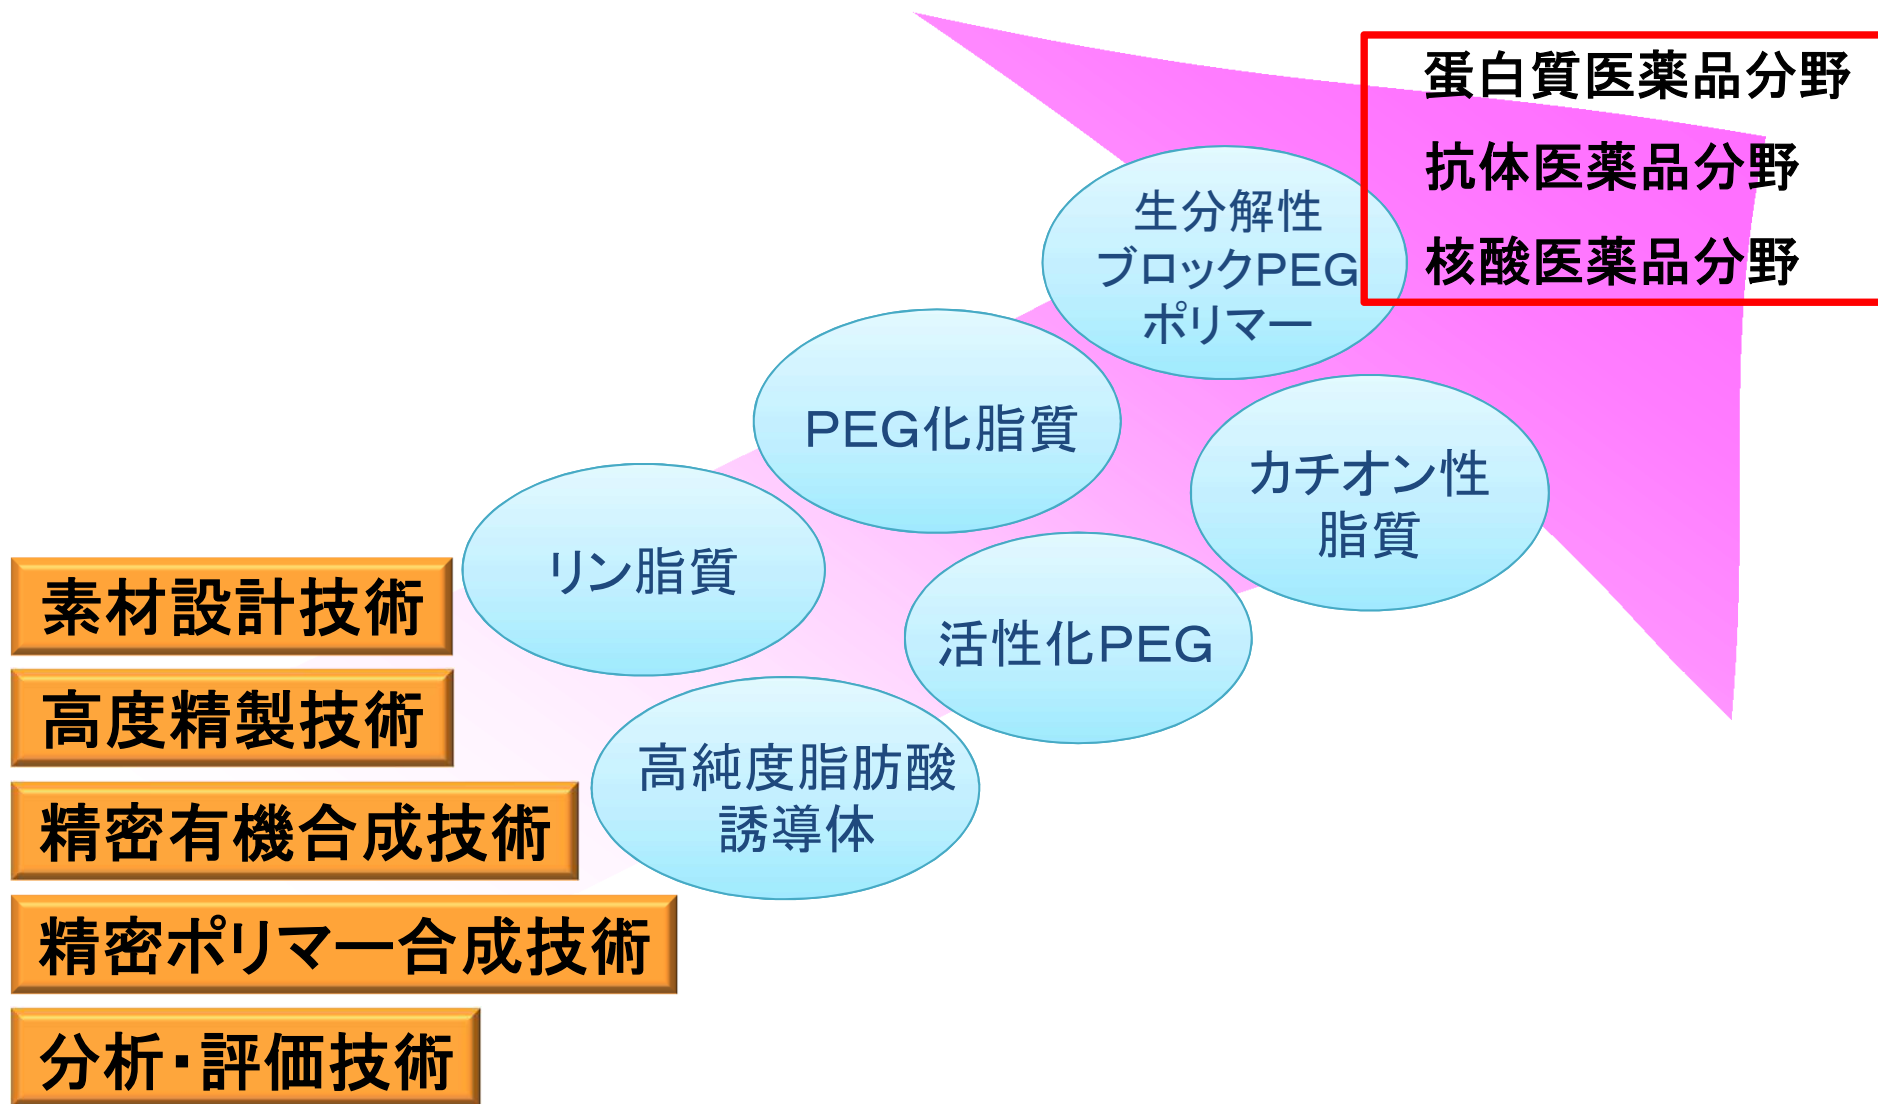 蛋白質医薬品分野
抗体医薬品分野
核酸医薬品分野
生分解性
ブロックPEG
ポリマー
PEG化脂質
カチオン性
脂質
リン脂質
活性化PEG
高純度脂肪酸
誘導体
素材設計技術
高度精製技術
精密有機合成技術
精密ポリマー合成技術
分析・評価技術